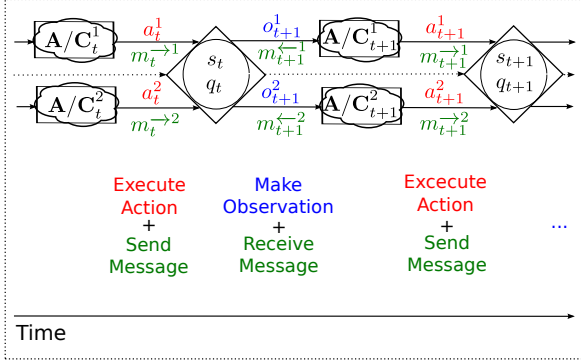 A/C_t^1 a_t^1 o_{t+1}^1 A/C_{t+1}^1 a_{t+1}^1
m_t^{→1} m_{t+1}^{←1} m_{t+1}^{→1}
s_t s_{t+1}
q_t q_{t+1}
A/C_t^2 a_t^2 o_{t+1}^2 A/C_{t+1}^2 a_{t+1}^2
m_t^{→2} m_{t+1}^{←2} m_{t+1}^{→2}
Execute
Action
+
Send
Message
Make
Observation
+
Receive
Message
Excecute
Action
+
Send
Message
...
Time